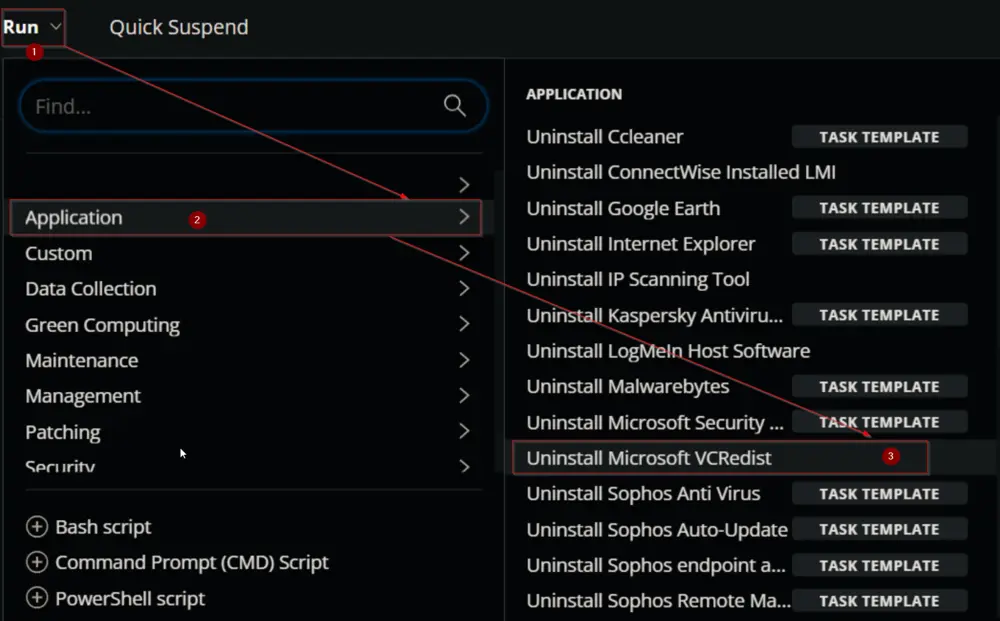 Run Quick Suspend
1
Find...
Application 2
Custom
Data Collection
Green Computing
Maintenance
Management
Patching
Security
Bash script
Command Prompt (CMD) Script
PowerShell script
APPLICATION
Uninstall Ccleaner TASK TEMPLATE
Uninstall ConnectWise Installed LMI
Uninstall Google Earth TASK TEMPLATE
Uninstall Internet Explorer TASK TEMPLATE
Uninstall IP Scanning Tool
Uninstall Kaspersky Antiviru... TASK TEMPLATE
Uninstall LogMeIn Host Software
Uninstall Malwarebytes TASK TEMPLATE
Uninstall Microsoft Security ... TASK TEMPLATE
Uninstall Microsoft VCRedist 3
Uninstall Sophos Anti Virus TASK TEMPLATE
Uninstall Sophos Auto-Update TASK TEMPLATE
Uninstall Sophos endpoint a... TASK TEMPLATE
Uninstall Sophos Remote Ma... TASK TEMPLATE